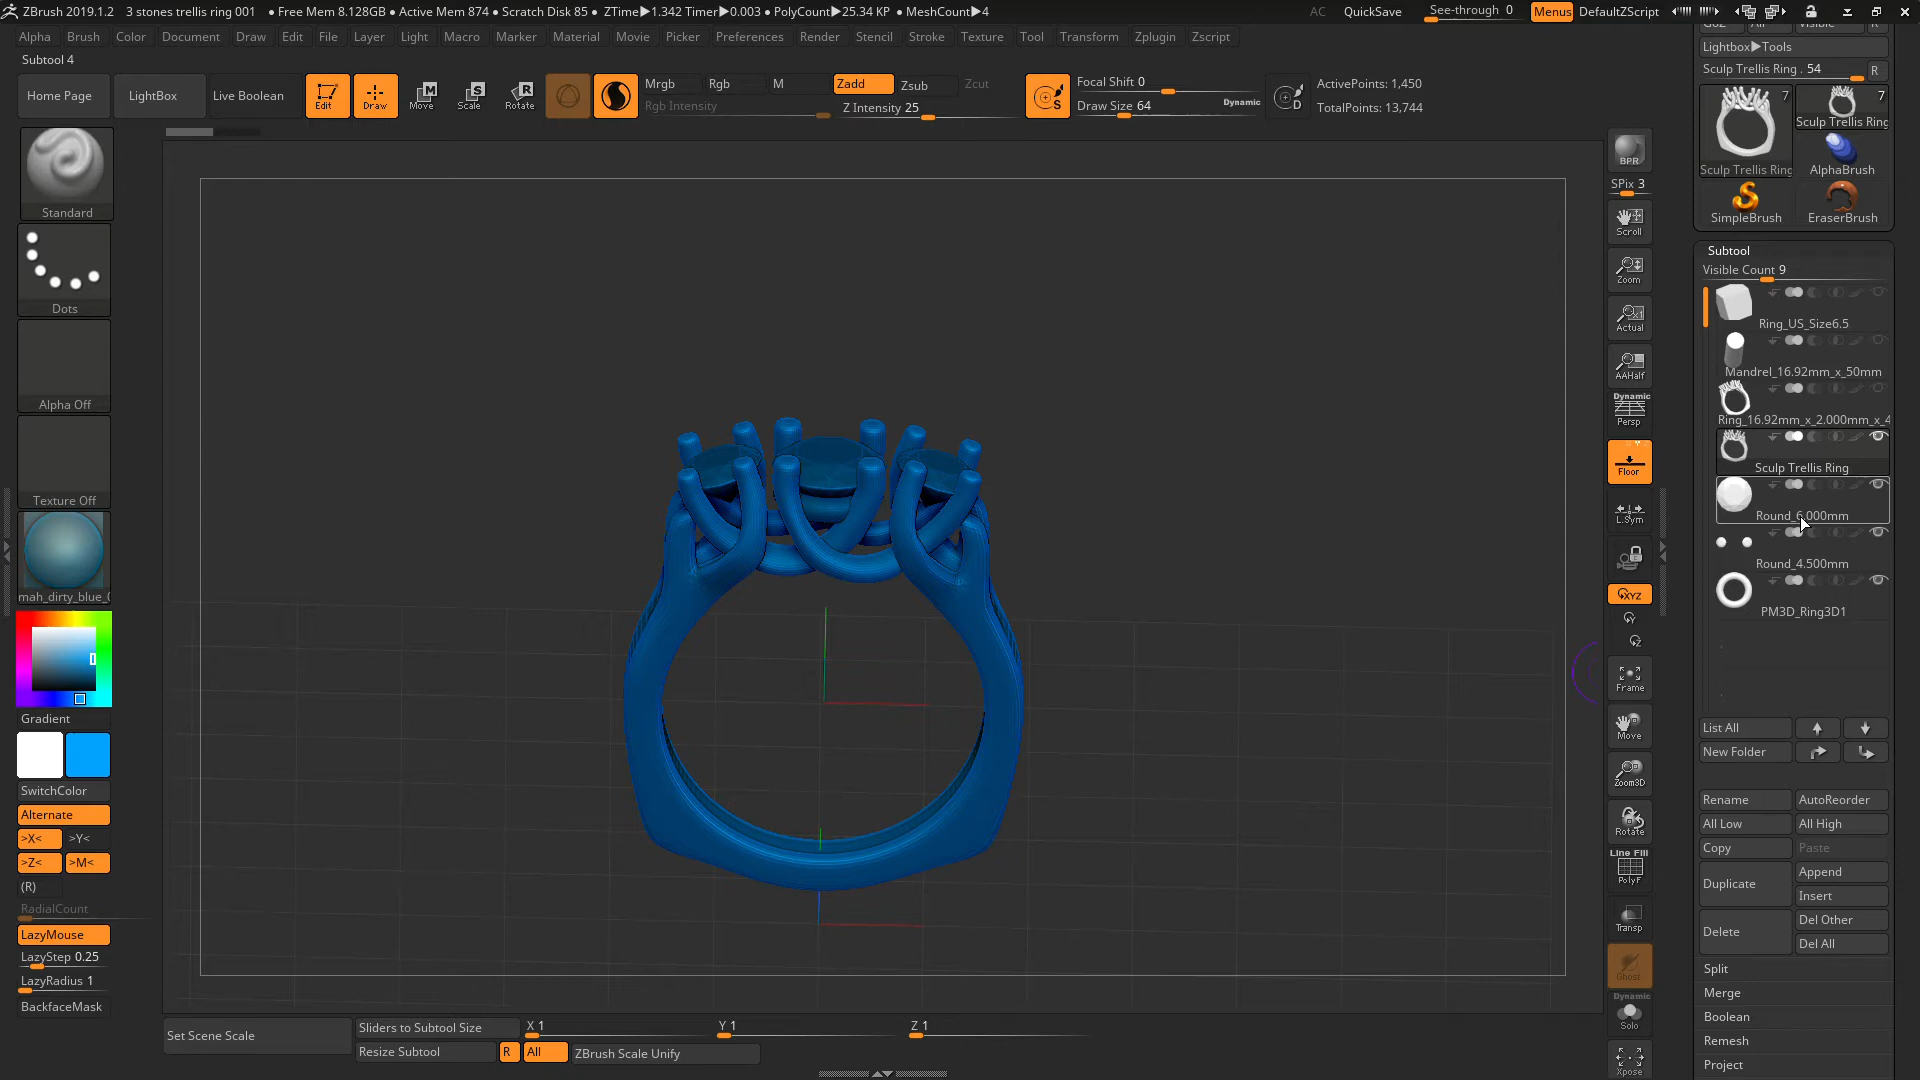 ZBrush 2019.1.2 3 stones trellis ring 001 ● Free Mem 8.128GB ● Active Mem 874 ● Scratch Disk 85 ● ZTime▶1.342 Timer▶0.003 ● PolyCount▶25.34 KP ● MeshCount▶4 AC QuickSave See-through 0 Menus DefaultZScript
Alpha Brush Color Document Draw Edit File Layer Light Macro Marker Material Movie Picker Preferences Render Stencil Stroke Texture Tool Transform Zplugin Zscript
Subtool 4
Home Page LightBox Live Boolean Edit Draw Move Scale Rotate
Mrgb Rgb M Zadd Zsub Zcut
Rgb Intensity Z Intensity 25
Focal Shift 0
Draw Size 64 Dynamic
ActivePoints: 1,450
TotalPoints: 13,744
Standard
Dots
Alpha Off
Texture Off
mah_dirty_blue_0
Gradient
SwitchColor
Alternate
>X< >Y<
>Z< >M<
(R)
RadialCount
LazyMouse
LazyStep 0.25
LazyRadius 1
BackfaceMask
BPR
SPix 3
Scroll
Zoom
Actual
AAHalf
Dynamic
Persp
Floor
L.Sym
XYZ
Y
Z
Frame
Move
Zoom3D
Rotate
Line Fill
PolyF
Transp
Ghost
Dynamic
Solo
Xpose
GoZ All Visible R
Lightbox▶Tools
Sculp Trellis Ring . 54 R
7 7
Sculp Trellis Ring
Sculp Trellis Ring AlphaBrush
SimpleBrush EraserBrush
Subtool
Visible Count 9
Ring_US_Size6.5
Mandrel_16.92mm_x_50mm
Ring_16.92mm_x_2.000mm_x_4
Sculp Trellis Ring
Round_6.000mm
Round_4.500mm
PM3D_Ring3D1
List All
New Folder
Rename AutoReorder
All Low All High
Copy Paste
Duplicate Append
Insert
Delete Del Other
Del All
Split
Merge
Boolean
Remesh
Project
Set Scene Scale
Sliders to Subtool Size X 1 Y 1 Z 1
Resize Subtool R All ZBrush Scale Unify